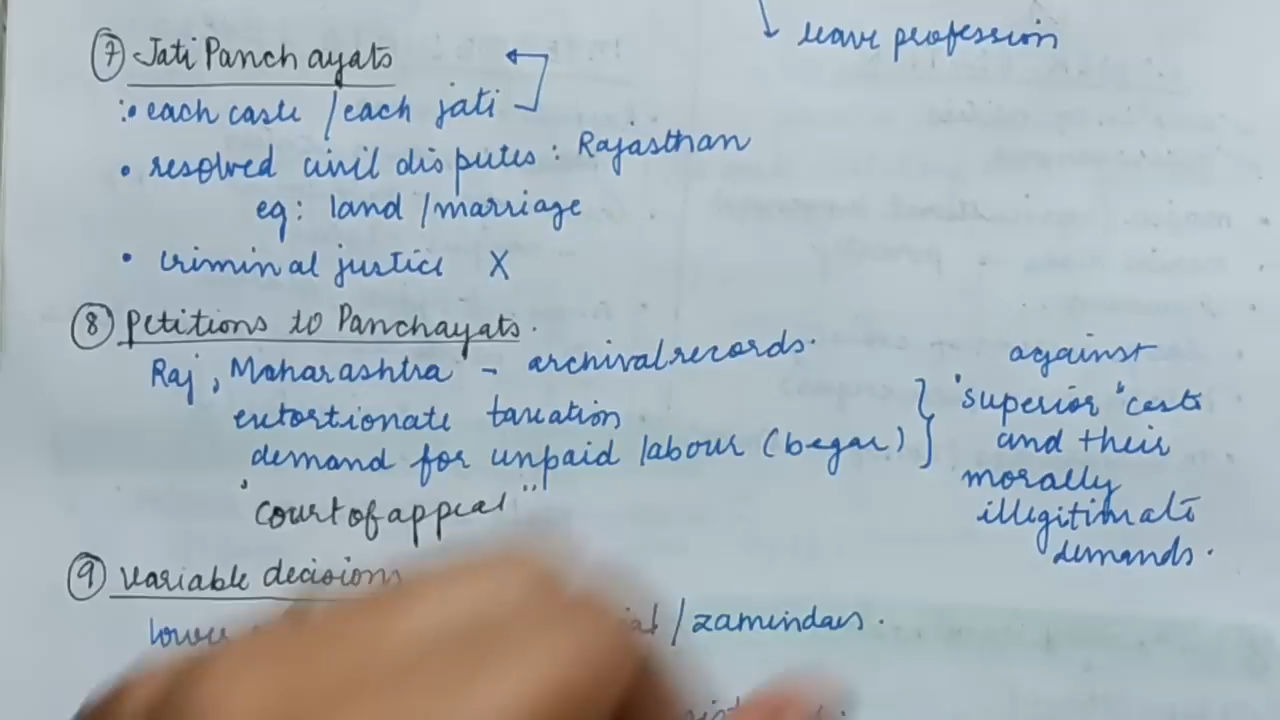 ↓ leave profession
⑦ Jati Panchayats
:• each caste / each jati
• resolved civil disputes : Rajasthan
eg: land / marriage
• criminal justice X
⑧ Petitions to Panchayats.
Raj, Maharashtra - archival records.
extortionate taxation
demand for unpaid labour (begar)
"court of appeal"
against
"superior" caste
and their
morally
illegitimate
demands.
⑨ Variable decisions
lower / zamindars.